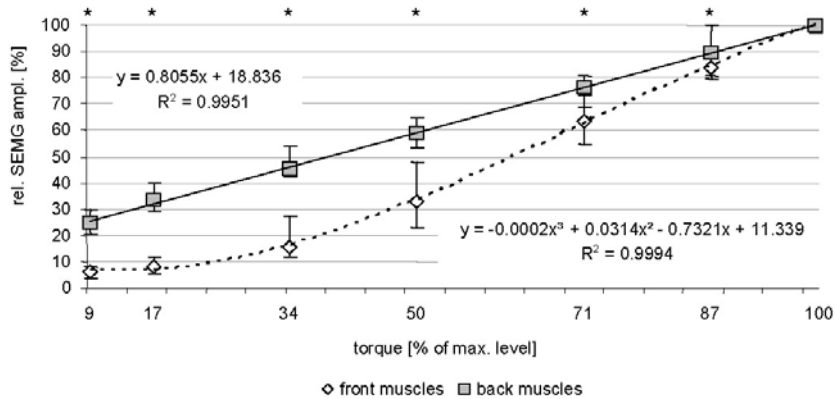 * * * * * *
100
90
80
70
60
50
40
30
20
10
0
rel. SEMG ampl. [%]
y = 0.8055x + 18.836
R² = 0.9951
y = -0.0002x³ + 0.0314x² - 0.7321x + 11.339
R² = 0.9994
9 17 34 50 71 87 100
torque [% of max. level]
front muscles back muscles